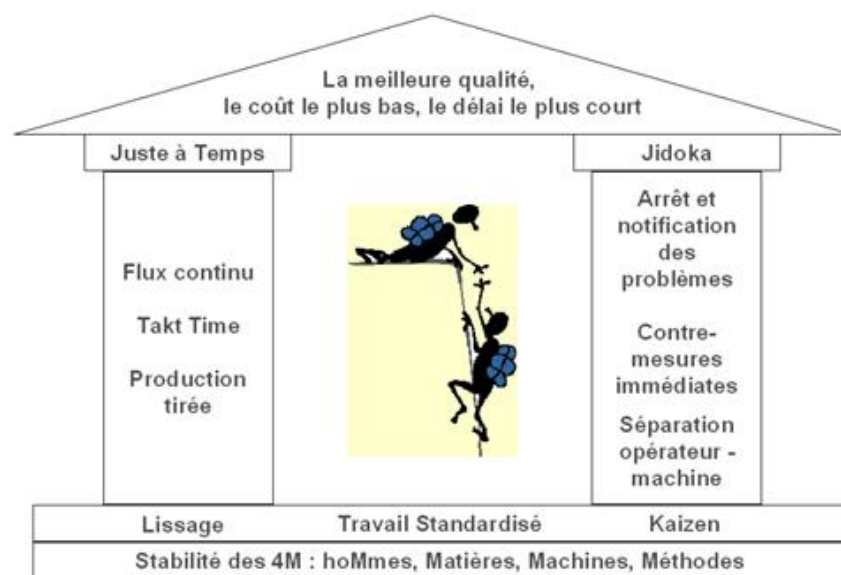 La meilleure qualité,
le coût le plus bas, le délai le plus court
Juste à Temps
Flux continu
Takt Time
Production
tirée
Jidoka
Arrêt et
notification
des
problèmes
Contre-
mesures
immédiates
Séparation
opérateur -
machine
Lissage
Travail Standardisé
Kaizen
Stabilité des 4M : hoMmes, Matières, Machines, Méthodes